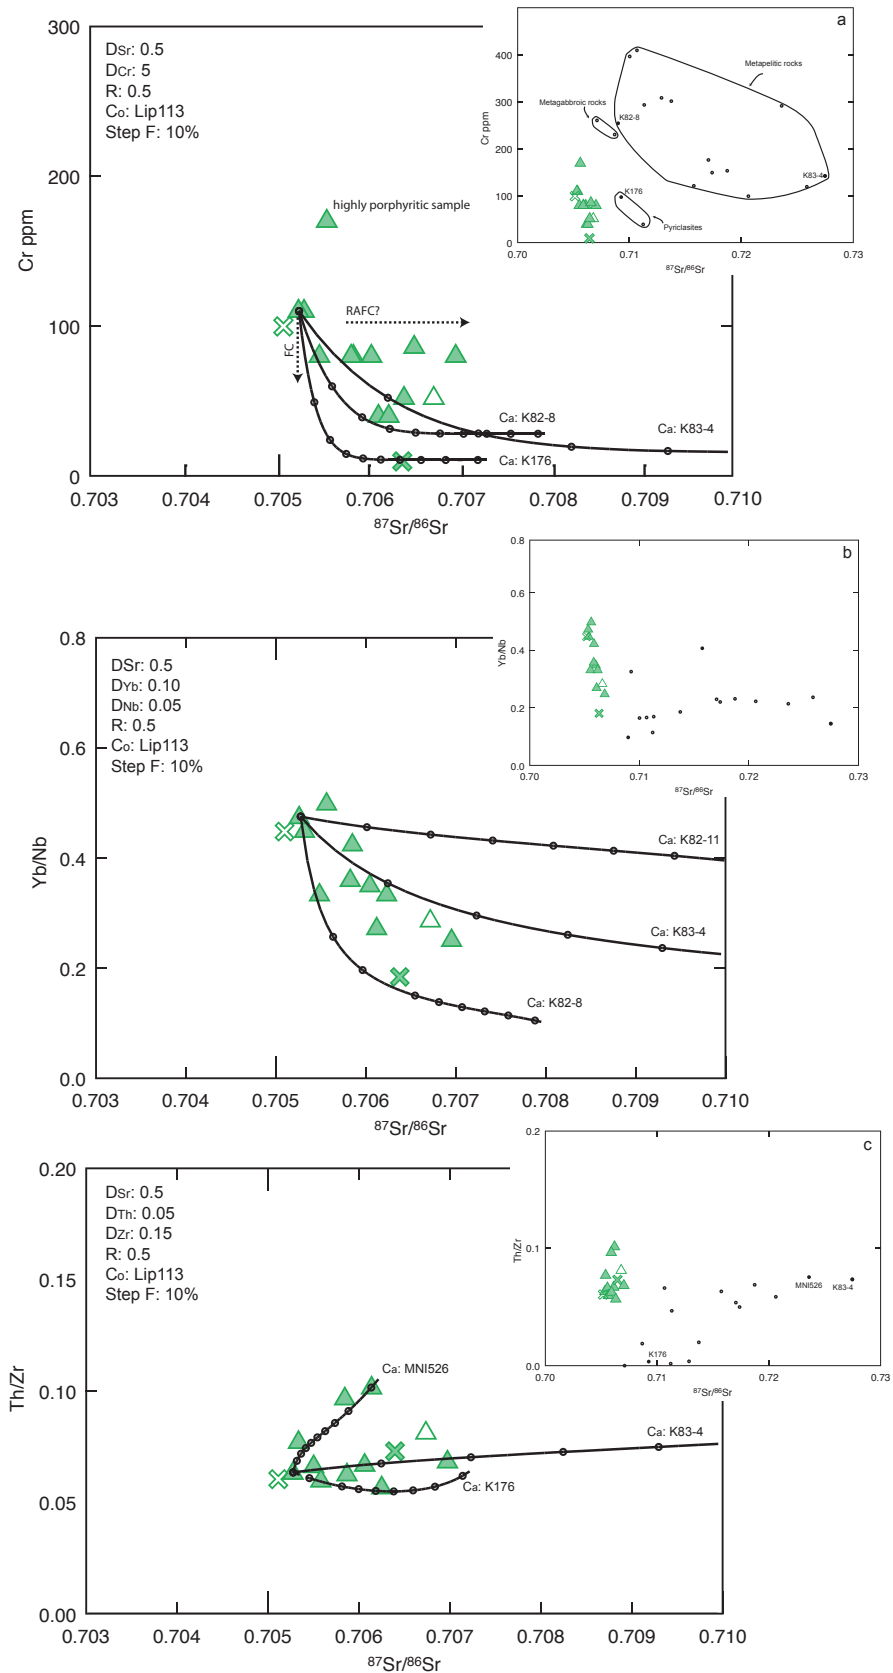 300
200
100
0
Cr ppm
DSr: 0.5
DCr: 5
R: 0.5
Co: Lip113
Step F: 10%
highly porphyritic sample
RAFC?
FC
Ca: K82-8
Ca: K83-4
Ca: K176
0.703
0.704
0.705
0.706
0.707
0.708
0.709
0.710
87Sr/86Sr
a
400
300
200
100
0
Cr ppm
Metapelitic rocks
Metagabbroic rocks
K82-8
K83-4
K176
Pyriclasites
0.70
0.71
0.72
0.73
87Sr/86Sr
0.8
0.6
0.4
0.2
0.0
Yb/Nb
DSr: 0.5
DYb: 0.10
DNb: 0.05
R: 0.5
Co: Lip113
Step F: 10%
Ca: K82-11
Ca: K83-4
Ca: K82-8
0.703
0.704
0.705
0.706
0.707
0.708
0.709
0.710
87Sr/86Sr
b
0.8
0.6
0.4
0.2
0.0
Yb/Nb
0.70
0.71
0.72
0.73
87Sr/86Sr
0.20
0.15
0.10
0.05
0.00
Th/Zr
DSr: 0.5
DTh: 0.05
DZr: 0.15
R: 0.5
Co: Lip113
Step F: 10%
Ca: MNI526
Ca: K83-4
Ca: K176
0.703
0.704
0.705
0.706
0.707
0.708
0.709
0.710
87Sr/86Sr
c
0.2
0.1
0.0
Th/Zr
MNI526
K83-4
K176
0.70
0.71
0.72
0.73
87Sr/86Sr